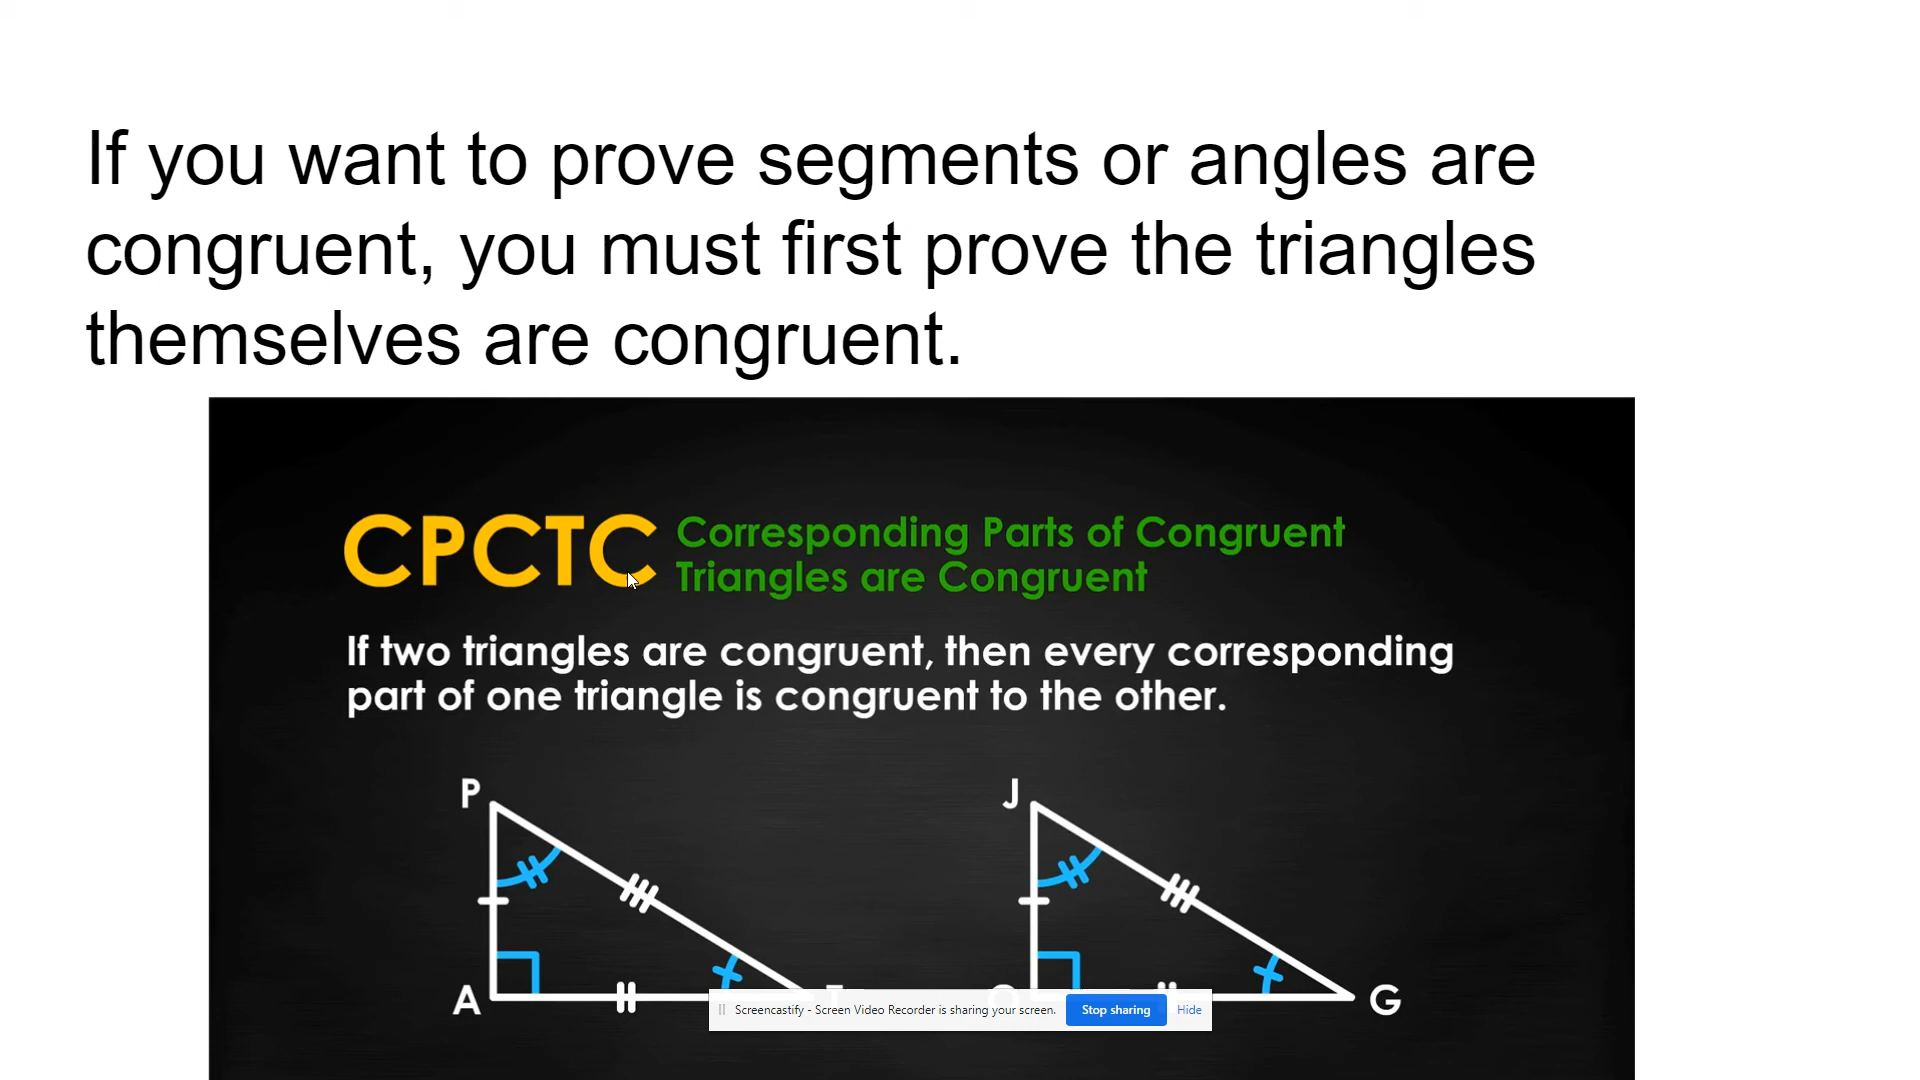 If you want to prove segments or angles are
congruent, you must first prove the triangles
themselves are congruent.
CPCTC
Corresponding Parts of Congruent
Triangles are Congruent
If two triangles are congruent, then every corresponding
part of one triangle is congruent to the other.
P
J
A
G
Screencastify - Screen Video Recorder is sharing your screen.
Stop sharing
Hide